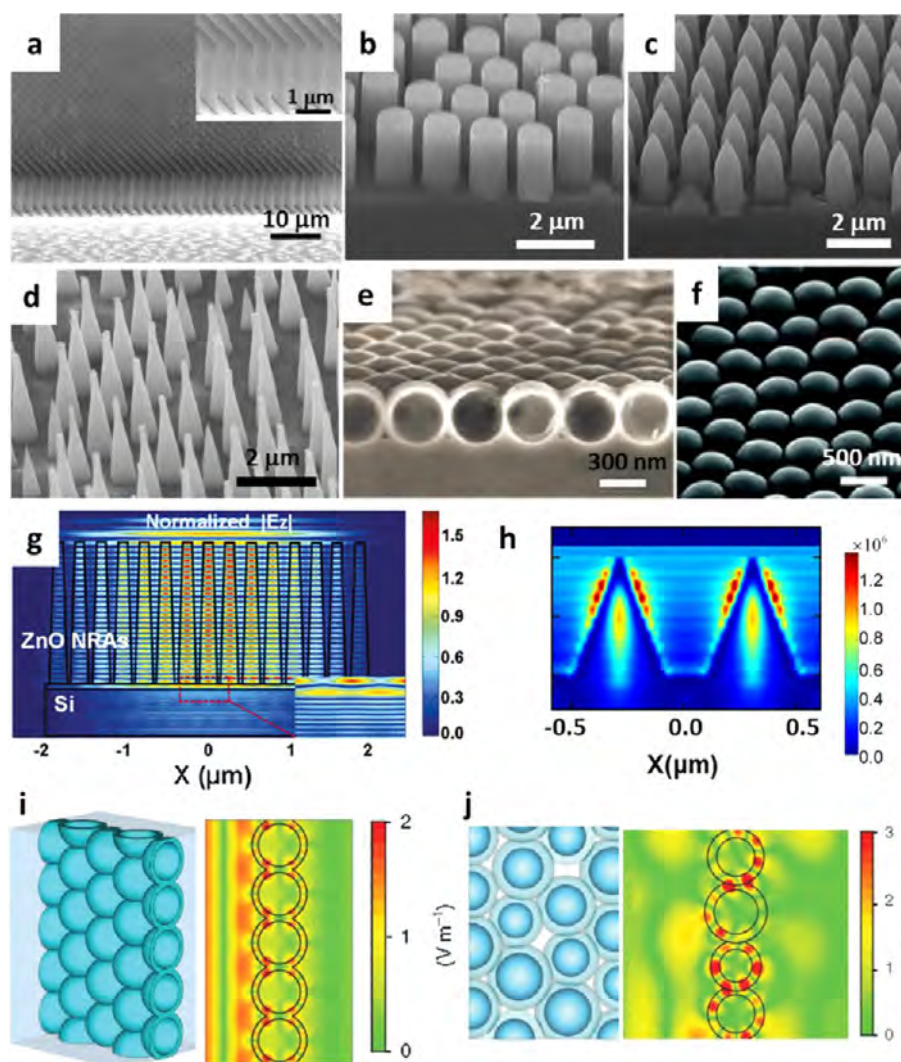 a
1 μm
10 μm
b
2 μm
c
2 μm
d
2 μm
e
300 nm
f
500 nm
g
Normalized |Ez|
ZnO NRAs
Si
1.5
1.2
0.9
0.6
0.3
0.0
-2 -1 0 1 2
X (μm)
h
×10⁶
1.2
1.0
0.8
0.6
0.4
0.2
0.0
-0.5 0.0 0.5
X(μm)
i
2
1
0
(V m⁻¹)
j
3
2
1
0